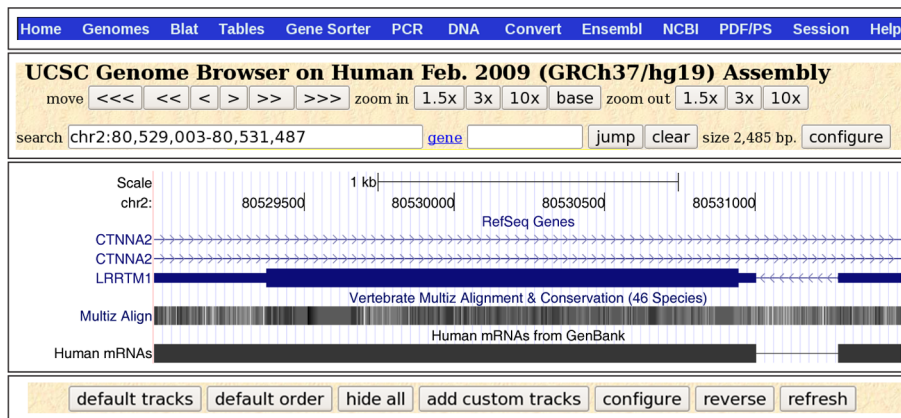 Home Genomes Blat Tables Gene Sorter PCR DNA Convert Ensembl NCBI PDF/PS Session Help
UCSC Genome Browser on Human Feb. 2009 (GRCh37/hg19) Assembly
move <<< << < > >> >>> zoom in 1.5x 3x 10x base zoom out 1.5x 3x 10x
search chr2:80,529,003-80,531,487 gene jump clear size 2,485 bp. configure
Scale 1 kb
chr2: 80529500 80530000 80530500 80531000
RefSeq Genes
CTNNA2
CTNNA2
LRRTM1
Vertebrate Multiz Alignment & Conservation (46 Species)
Multiz Align
Human mRNAs from GenBank
Human mRNAs
default tracks default order hide all add custom tracks configure reverse refresh